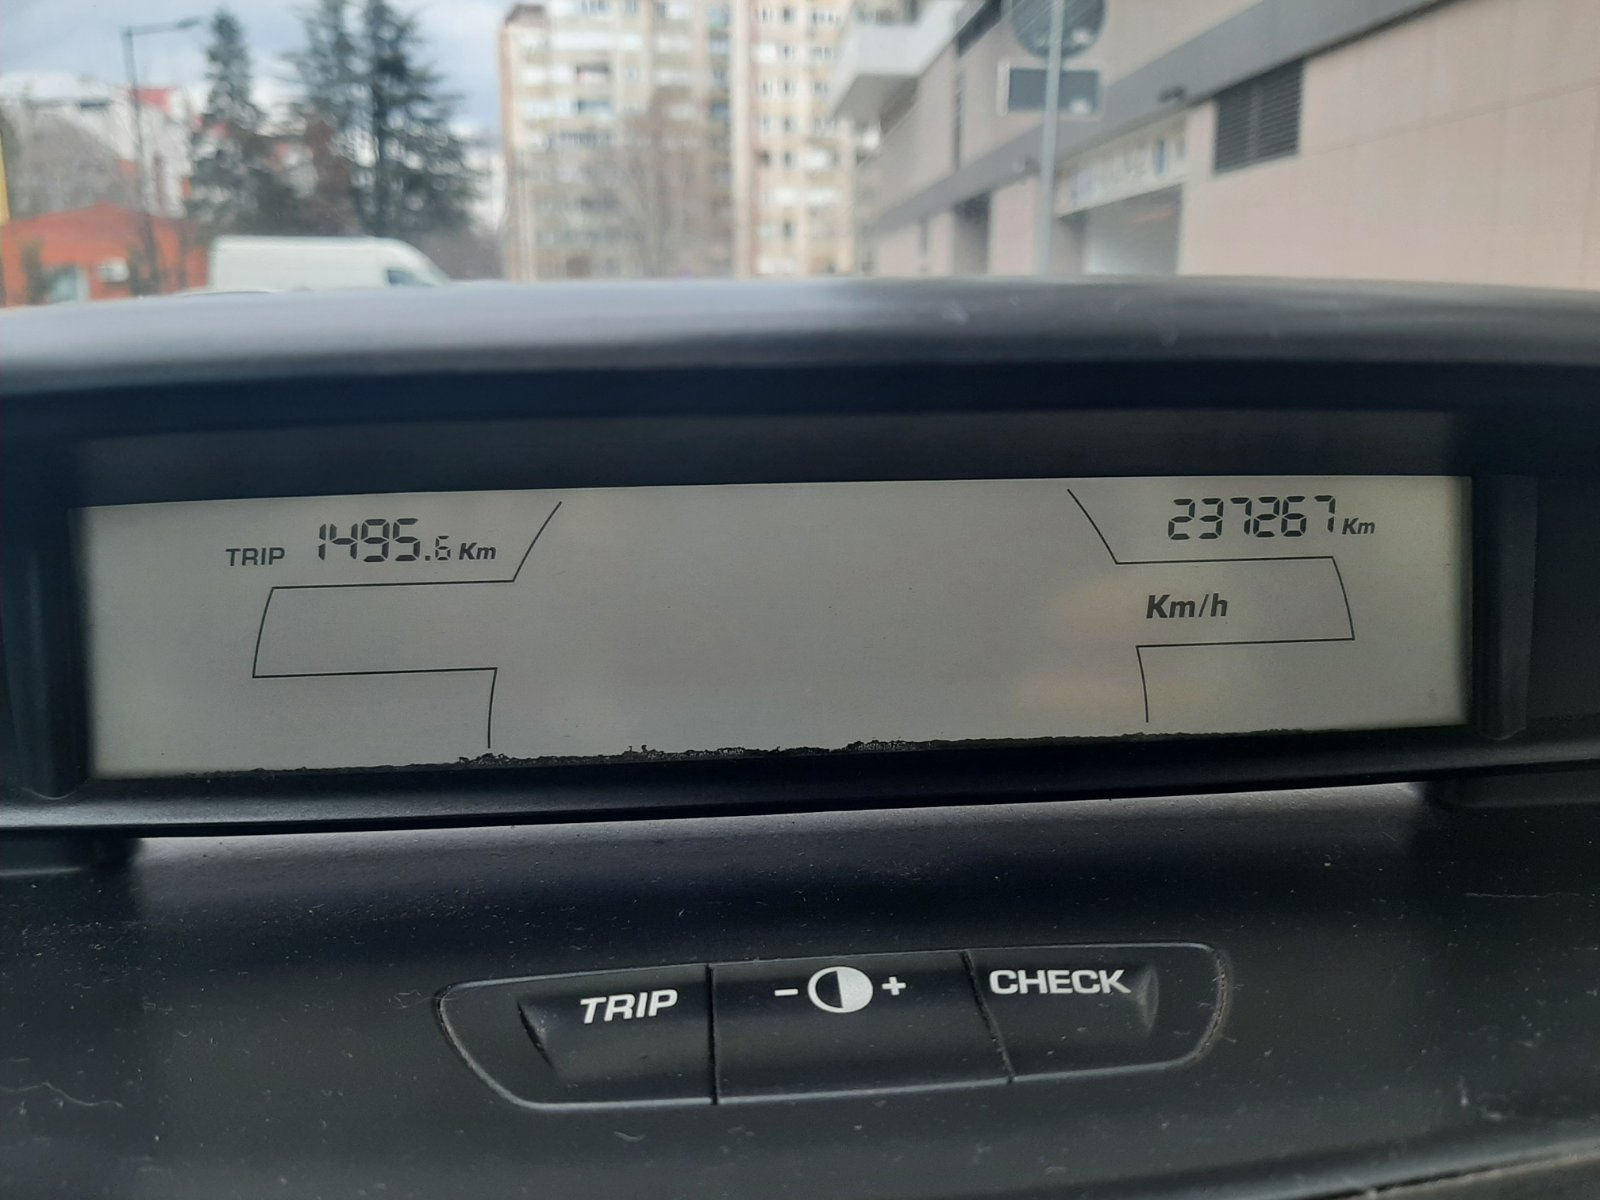 TRIP 1495.6 Km
237267 Km
Km/h
TRIP - + CHECK